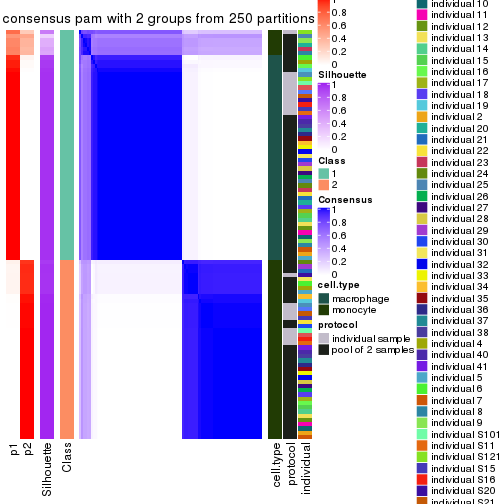 consensus pam with 2 groups from 250 partitions
0.8
0.6
0.4
0.2
0
Silhouette
1
0.8
0.6
0.4
0.2
0
Class
1
2
Consensus
1
0.8
0.6
0.4
0.2
0
cell.type
macrophage
monocyte
protocol
individual sample
pool of 2 samples
p1
p2
Silhouette
Class
cell.type
protocol
individual
individual 10
individual 11
individual 12
individual 13
individual 14
individual 15
individual 16
individual 17
individual 18
individual 19
individual 2
individual 20
individual 21
individual 22
individual 23
individual 24
individual 25
individual 26
individual 27
individual 28
individual 29
individual 30
individual 31
individual 32
individual 33
individual 34
individual 35
individual 36
individual 37
individual 38
individual 4
individual 40
individual 41
individual 5
individual 6
individual 7
individual 8
individual 9
individual S101
individual S11
individual S121
individual S15
individual S16
individual S20
individual S21